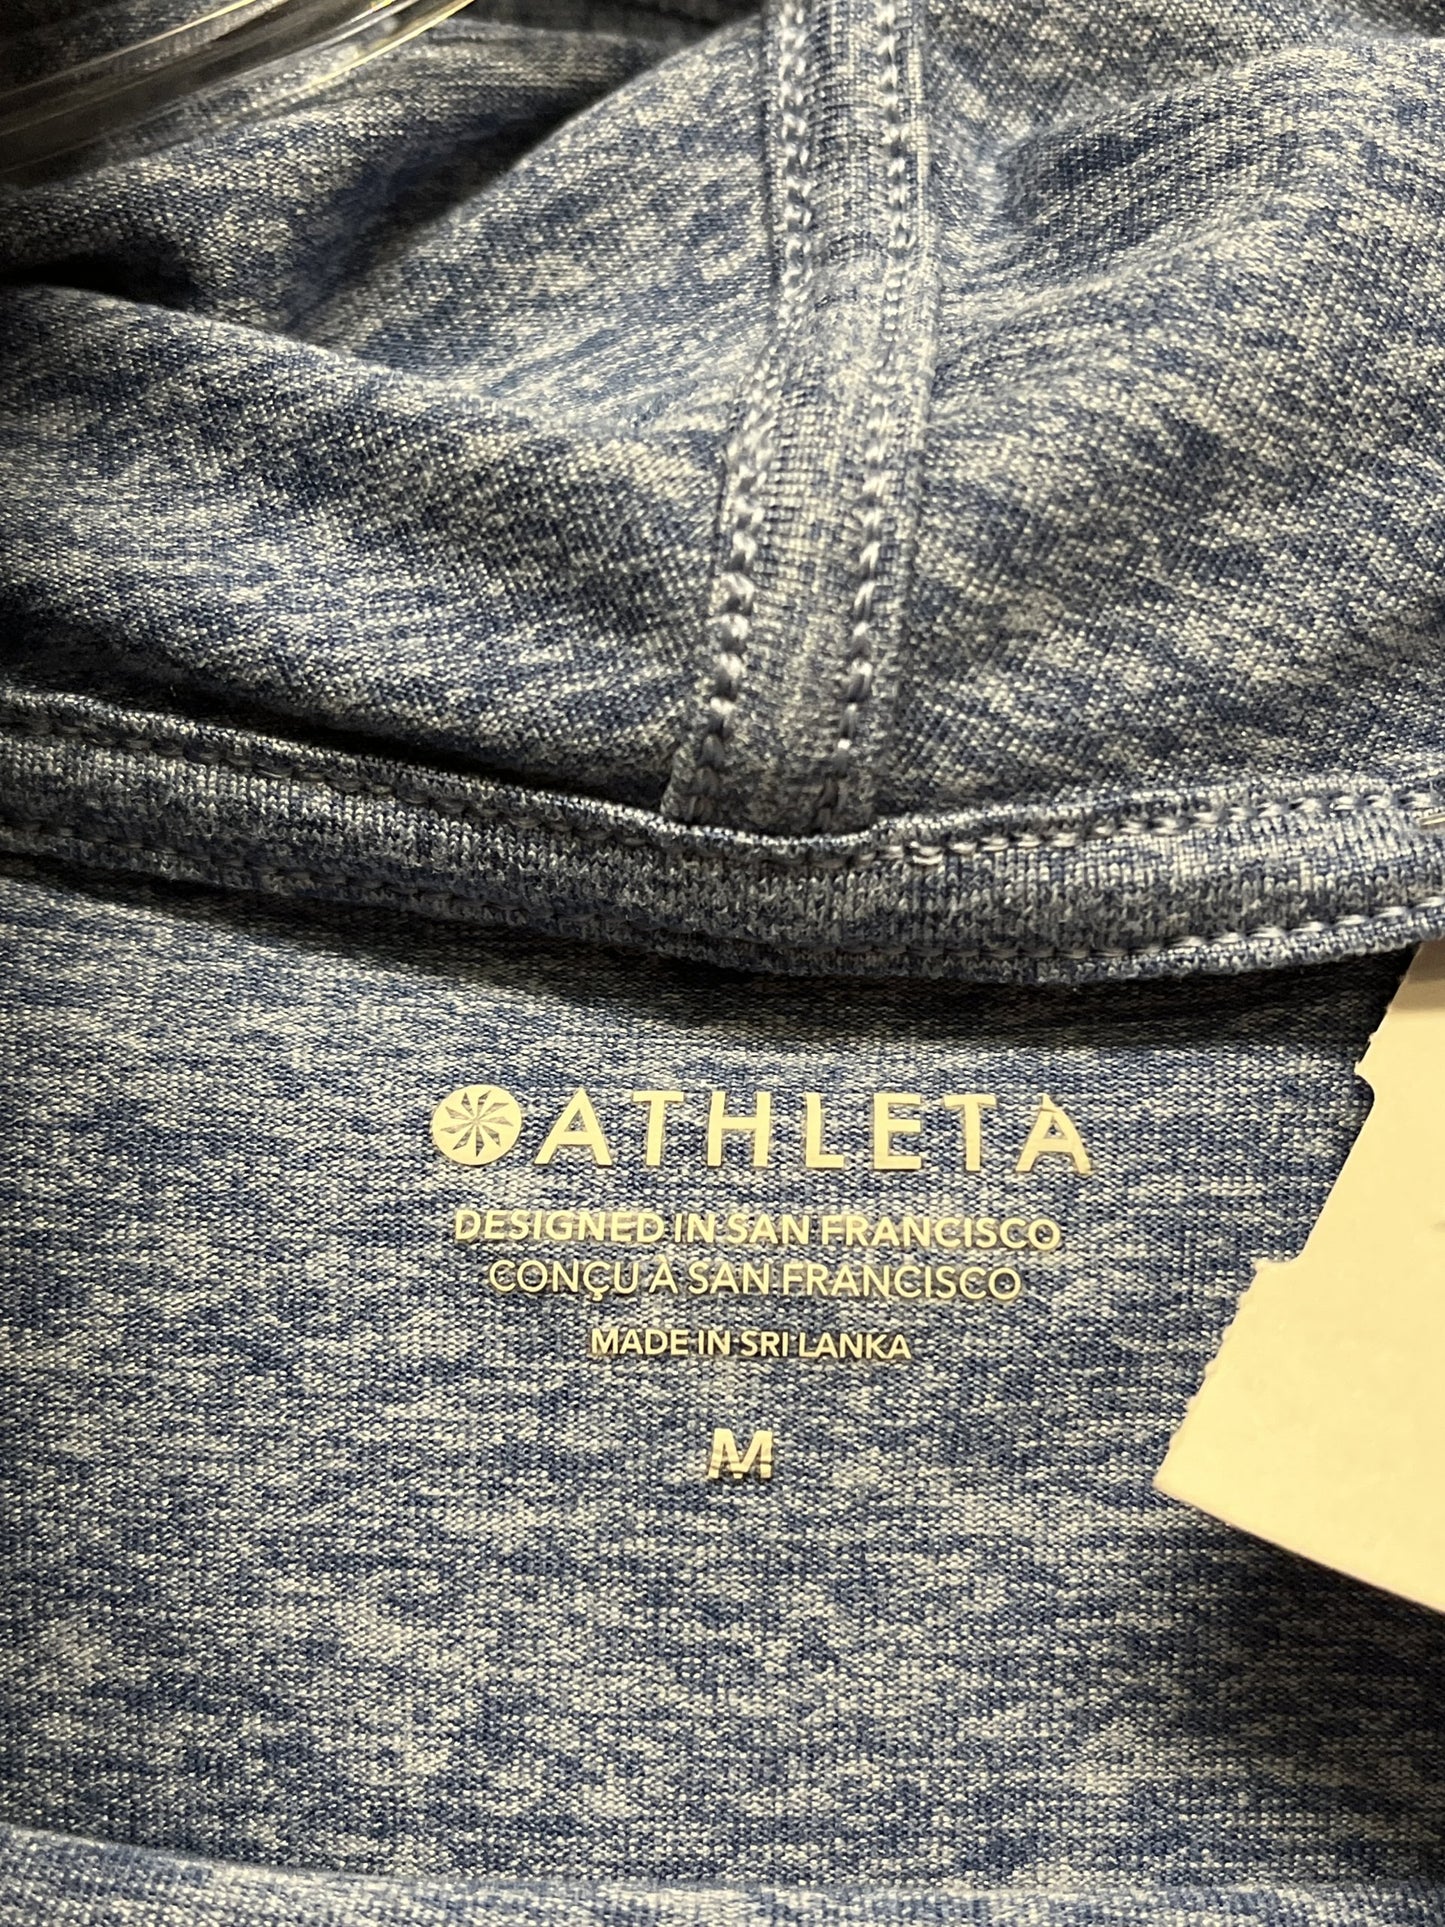 ATHLETA
DESIGNED IN SAN FRANCISCO
CONÇU À SAN FRANCISCO
MADE IN SRI LANKA
M